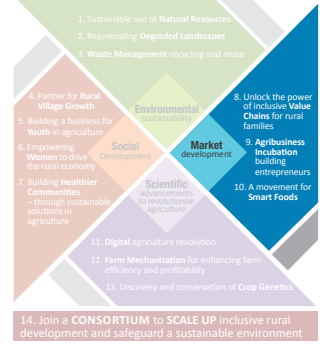 1. Sustainable use of Natural Resources
2. Rejuvenating Degraded Landscapes
3. Waste Management-recycling and reuse
Environmental
sustainability
4. Partner for Rural
Village Growth
5. Building a business for
Youth in agriculture
6. Empowering
Women to drive
the rural economy
7. Building Healthier
Communities
– through sustainable
solutions in
agriculture
Social
Development
Market
development
8. Unlock the power
of inclusive Value
Chains for rural
families
9. Agribusiness
Incubation
building
entrepreneurs
10. A movement for
Smart Foods
Scientific
advancements
to revolutionize
agriculture
11. Digital agriculture revolution
12. Farm Mechanization for enhancing farm
efficiency and profitability
13. Discovery and conservation of Crop Genetics
14. Join a CONSORTIUM to SCALE UP inclusive rural
development and safeguard a sustainable environment